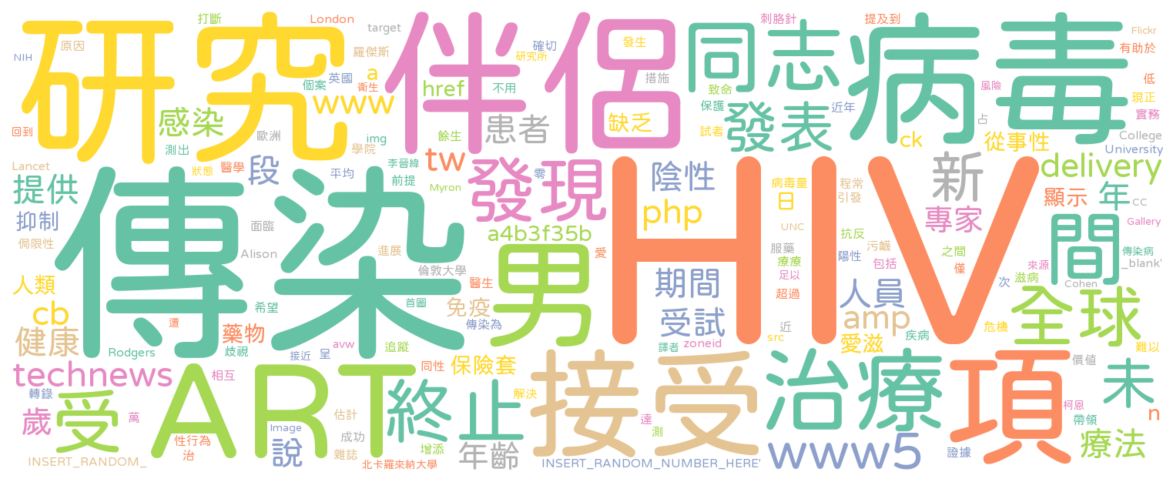 打斷 London target 刺胳針 提及到 Flickr
研究 伴侶 同志 病毒
原因 羅傑斯 確切 發生 有助於
NIH 個案 英國 a href 不用 研究所 措施 致命 風險 低
衛生 www 缺乏 保護 近年 現正
回到 感染 歐洲 img 餘生 患者 試者 發表 ck 從事性 占 實務
測出 學院 College
Lancet 狀態 醫學 段 平均 李晉緯 tw 零 University
提供 前提 Myron 發現 陰性 病毒量 程常 新 delivery
抑制 傳染 HIV 日 引發 專家 顯示 年 CC
侷限性 面臨 php UNC Gallery
Alison 進展 愛 a4b3f35b 服藥 抗反 污衊 之間 間 傳染病
人類 倫敦大學 男 期間 療療 陽性 包括 僅 來源 _blank'
希望 醫生 首圖 足以 人員 次 滋病 Cohen
cb 遭 免疫 受試 超過 全球
健康 藥物 傳染為 近 amp 危機
Rodgers 歧視 接近 呈 avw 追蹤 保險套 譯者 zoneid src 愛滋 疾病 難以
technews 相互 ART 同性 接受 治療 項 價值
轉錄 歲 受 萬 估計 終止 解決 未
Image 達 柯恩 n
性行為 說 成功 增添 年齡 測 www5 帶領
治 雜誌 證據 療法
INSERT_RANDOM_ 北卡羅來納大學 INSERT_RANDOM_NUMBER_HERE'